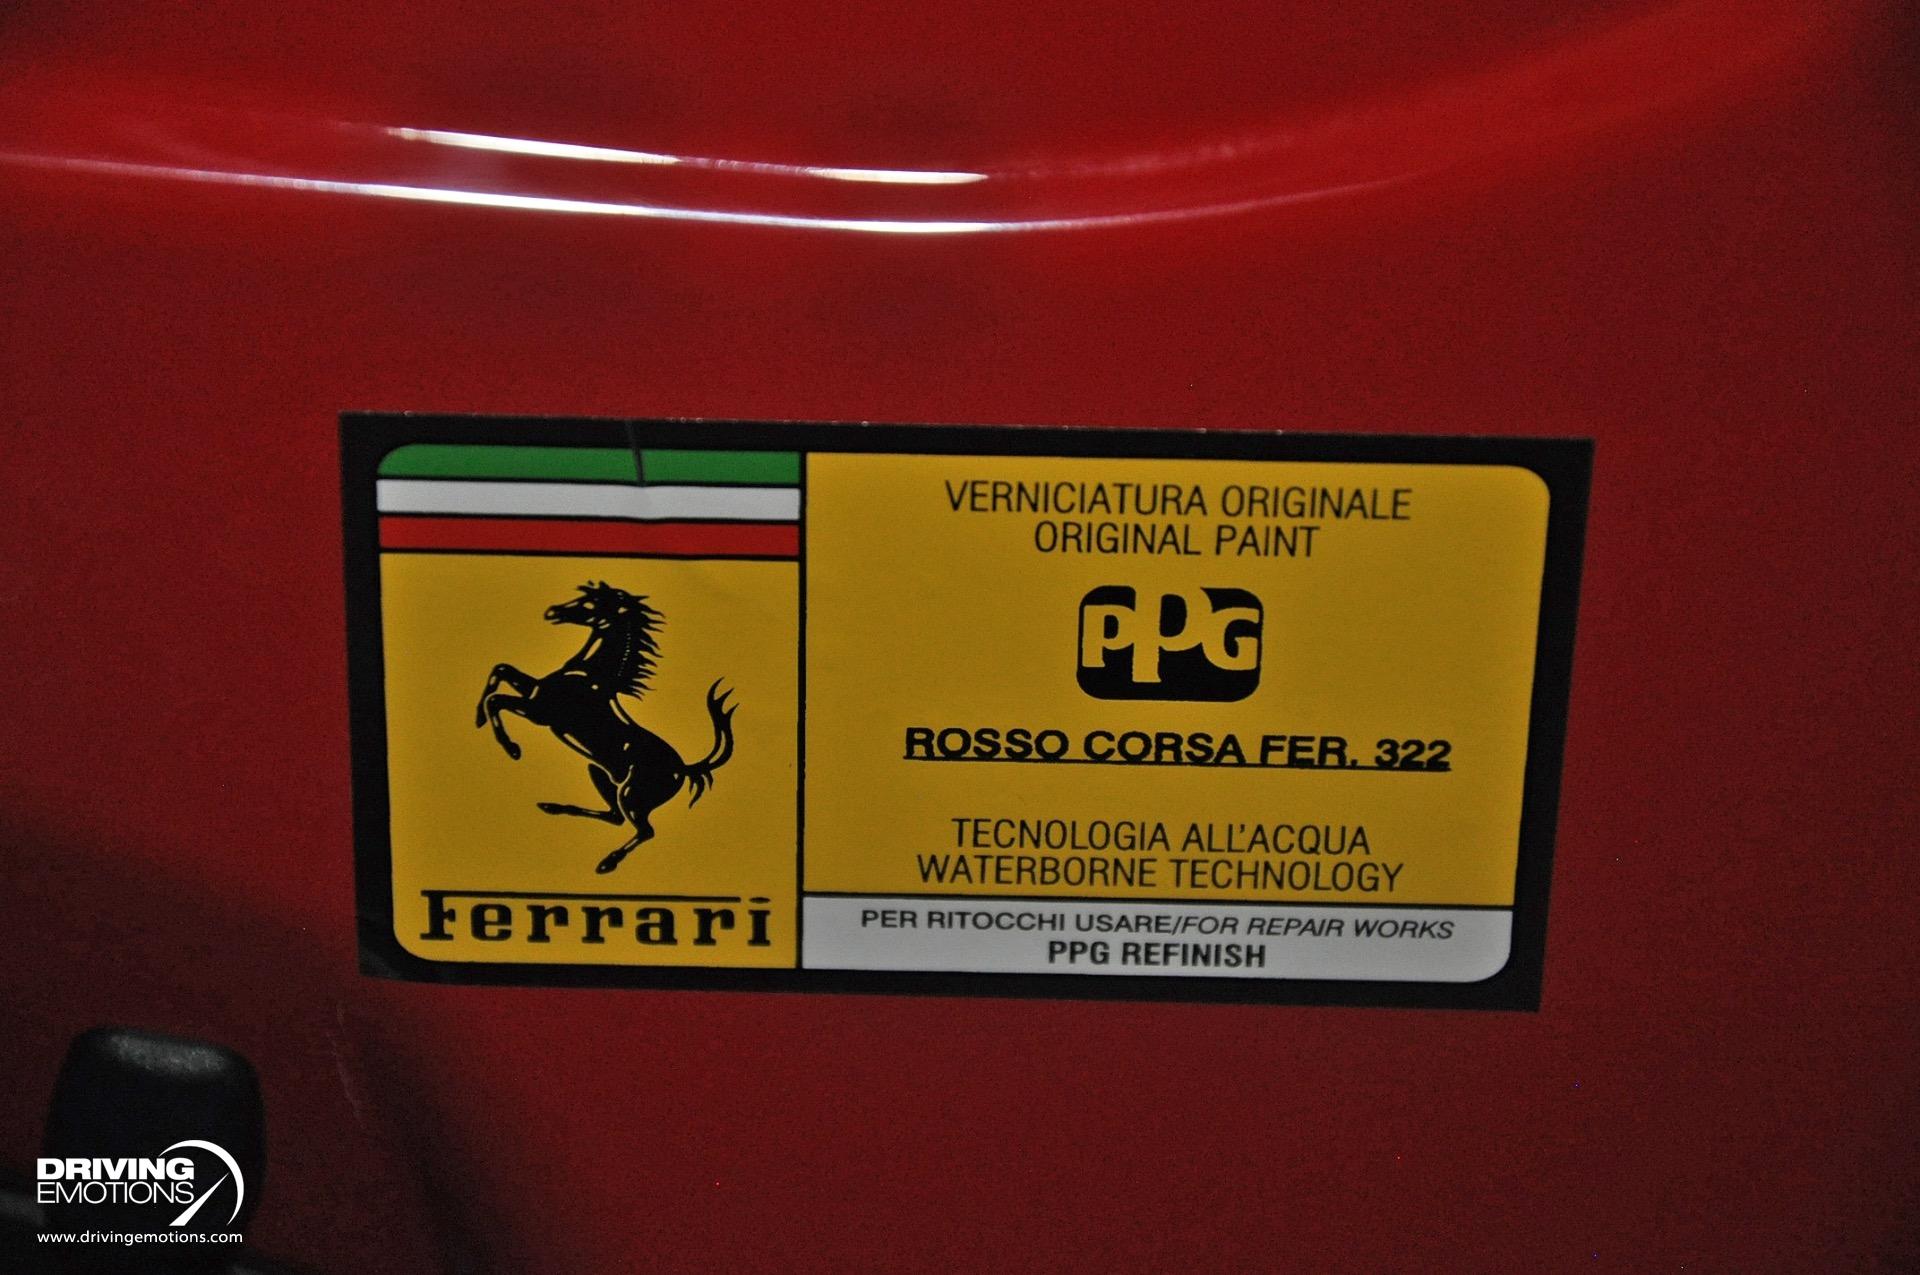 VERNICIATURA ORIGINALE
ORIGINAL PAINT
PPG
ROSSO CORSA FER. 322
TECNOLOGIA ALL'ACQUA
WATERBORNE TECHNOLOGY
Ferrari
PER RITOCCHI USARE/FOR REPAIR WORKS
PPG REFINISH
DRIVING
EMOTIONS
www.drivingemotions.com